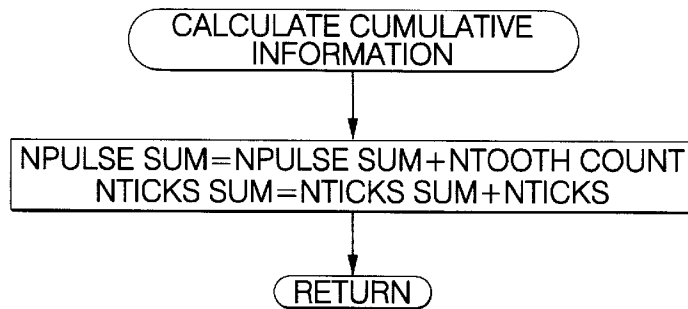 CALCULATE CUMULATIVE
INFORMATION
NPULSE SUM=NPULSE SUM+NTOOTH COUNT
NTICKS SUM=NTICKS SUM+NTICKS
RETURN